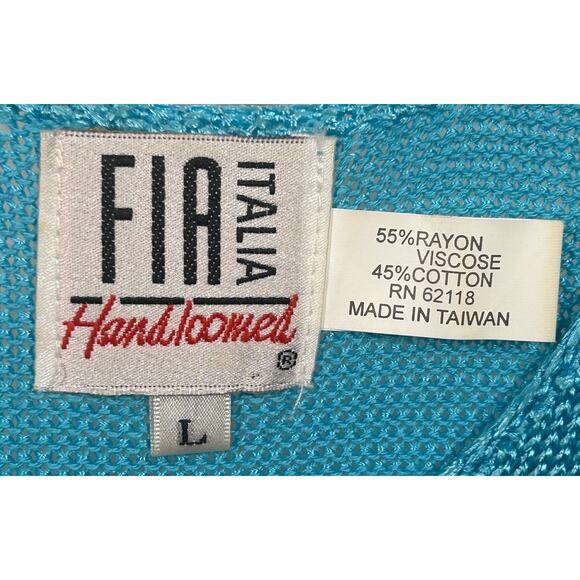 FIA
ITALIA
Handloomed
®
L
55%RAYON
VISCOSE
45%COTTON
RN 62118
MADE IN TAIWAN